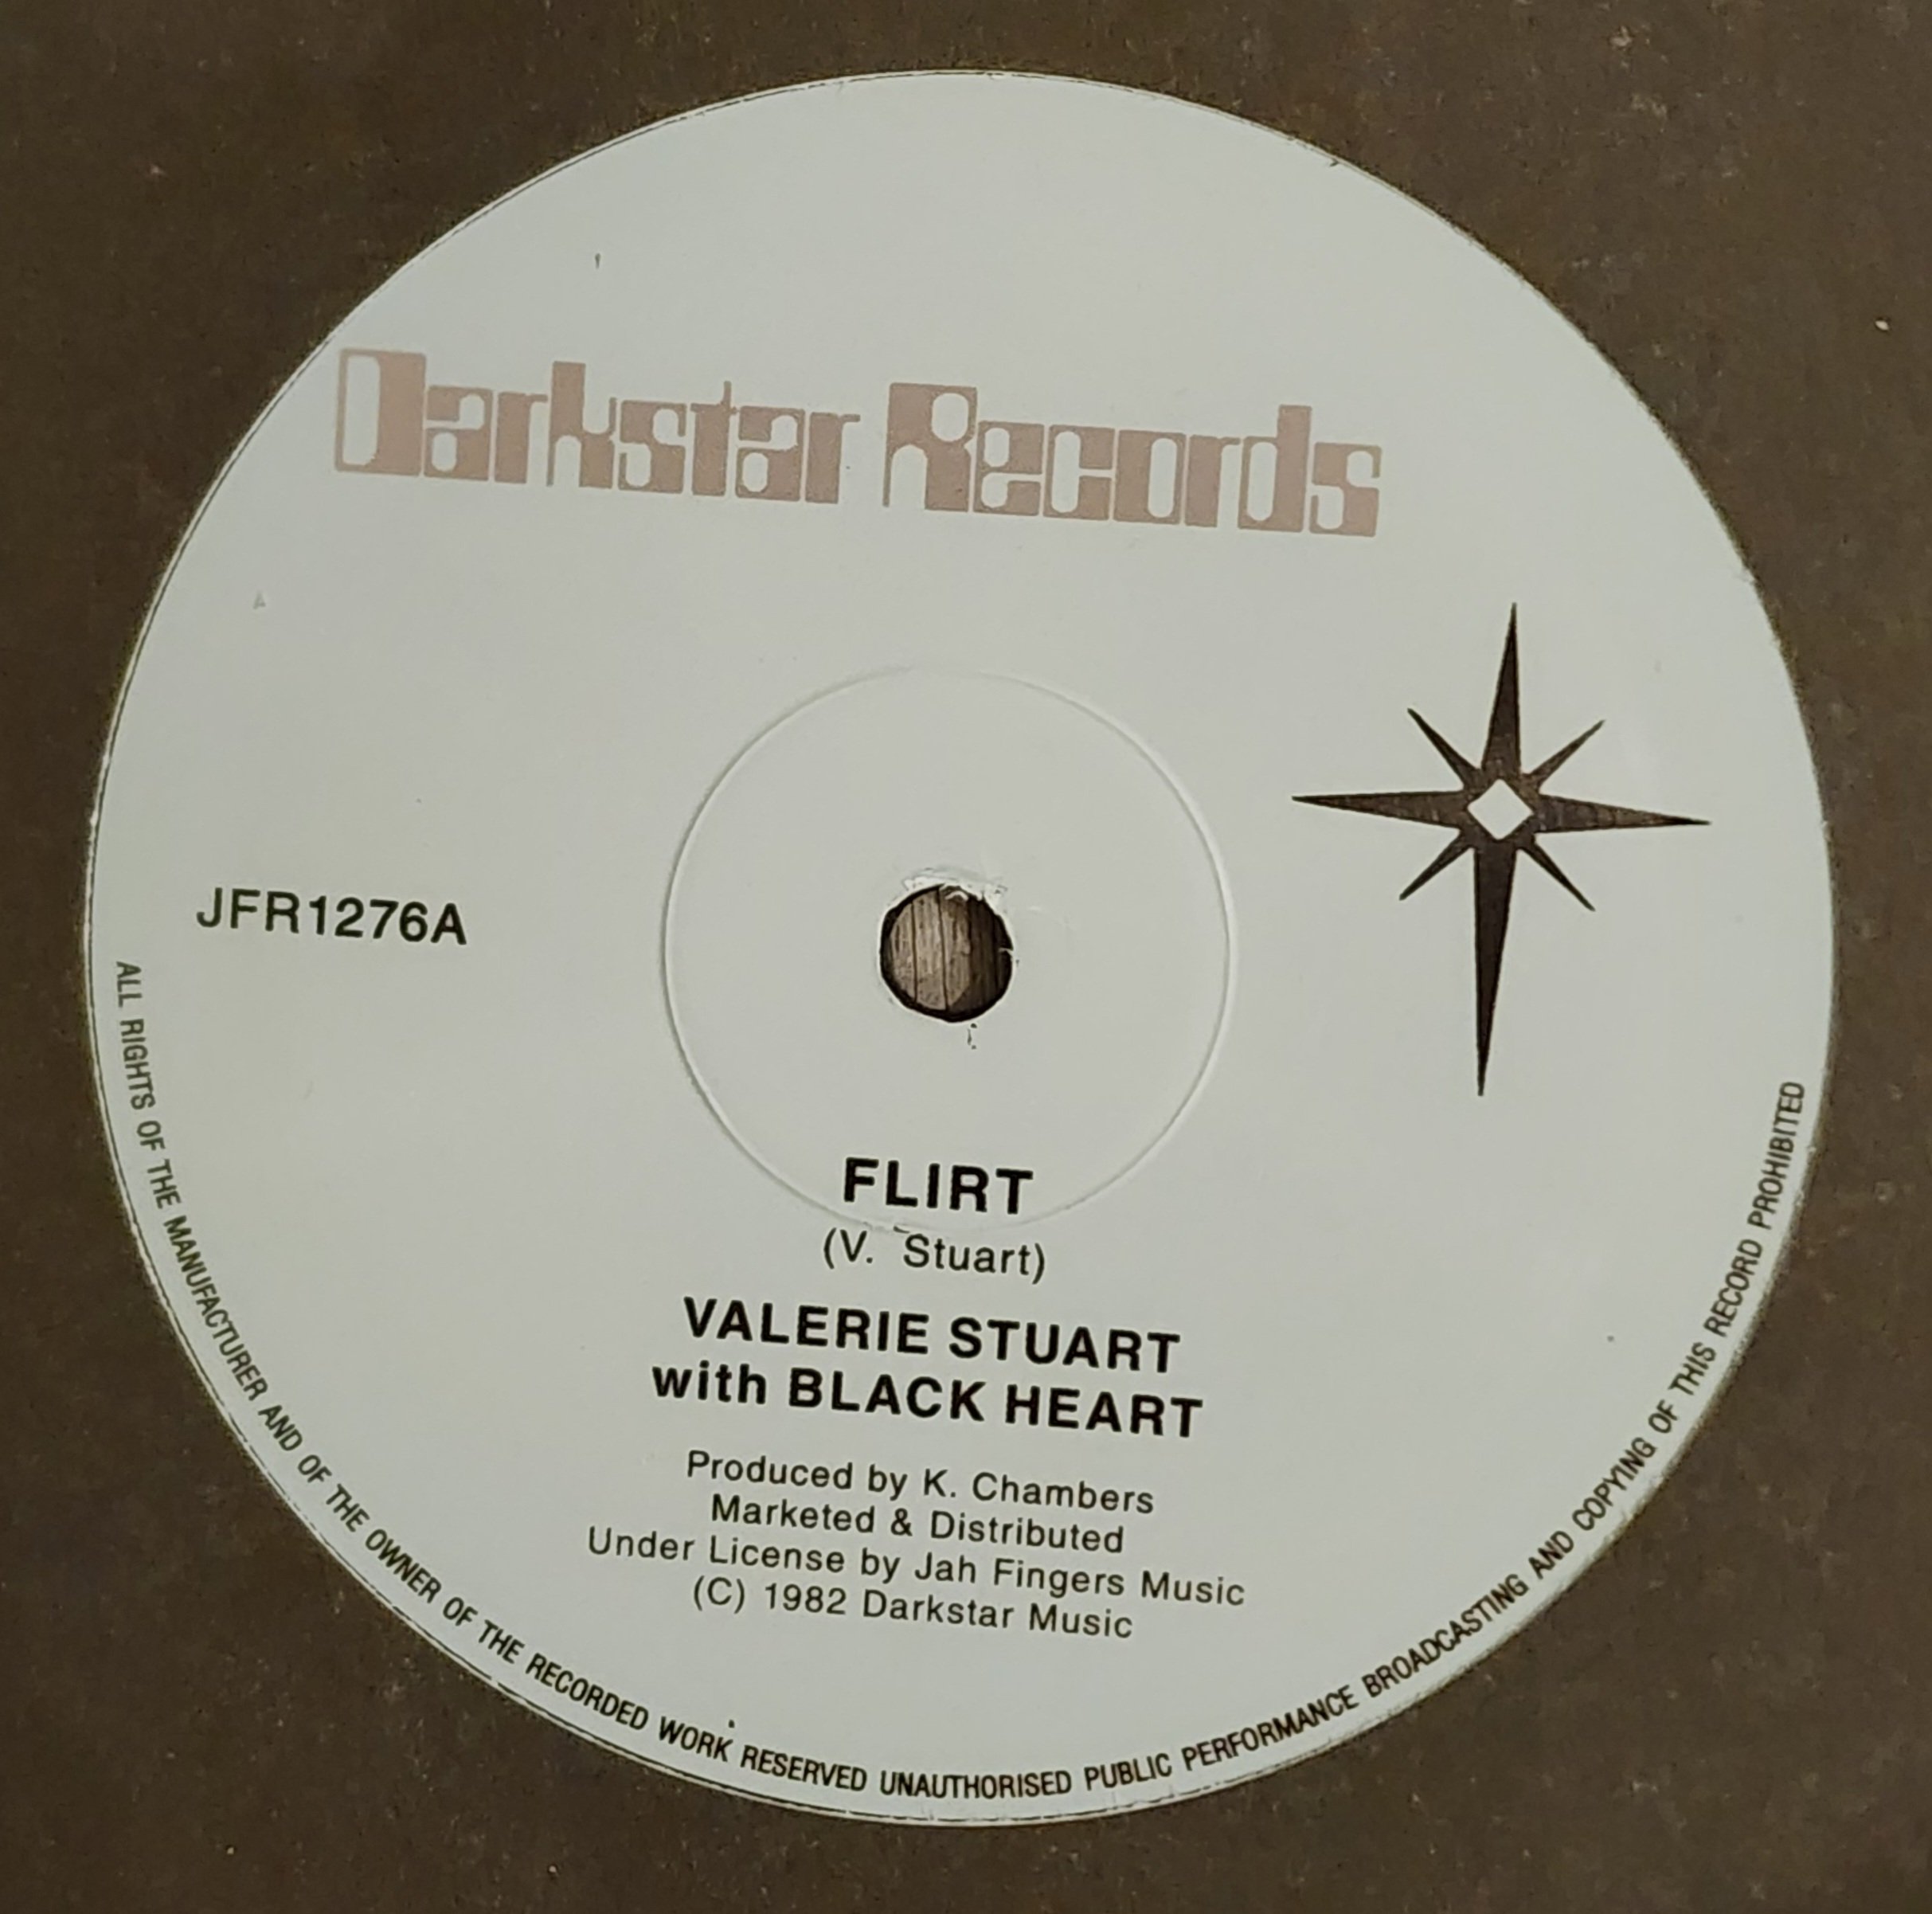 Darkstar Records
JFR1276A
FLIRT
(V. Stuart)
VALERIE STUART
with BLACK HEART
Produced by K. Chambers
Marketed & Distributed
Under License by Jah Fingers Music
(C) 1982 Darkstar Music
ALL RIGHTS OF THE MANUFACTURER AND OF THE OWNER OF THE RECORDED WORK RESERVED UNAUTHORISED PUBLIC PERFORMANCE BROADCASTING AND COPYING OF THIS RECORD PROHIBITED